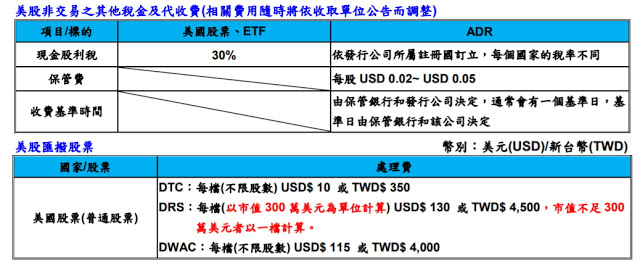 美股非交易之其他稅金及代收費(相關費用隨時將依收取單位公告而調整)
項目/標的 美國股票、ETF ADR
現金股利稅 30% 依發行公司所屬註冊國訂立，每個國家的稅率不同
保管費 每股 USD 0.02~ USD 0.05
收費基準時間 由保管銀行和發行公司決定，通常會有一個基準日，基
準日由保管銀行和該公司決定
美股匯撥股票 幣別：美元(USD)/新台幣(TWD)
國家/股票 處理費
美國股票(普通股票) DTC：每檔(不限股數) USD$ 10 或 TWD$ 350
DRS：每檔(以市值 300 萬美元為單位計算) USD$ 130 或 TWD$ 4,500，市值不足 300
萬美元者以一檔計算。
DWAC：每檔(不限股數) USD$ 115 或 TWD$ 4,000